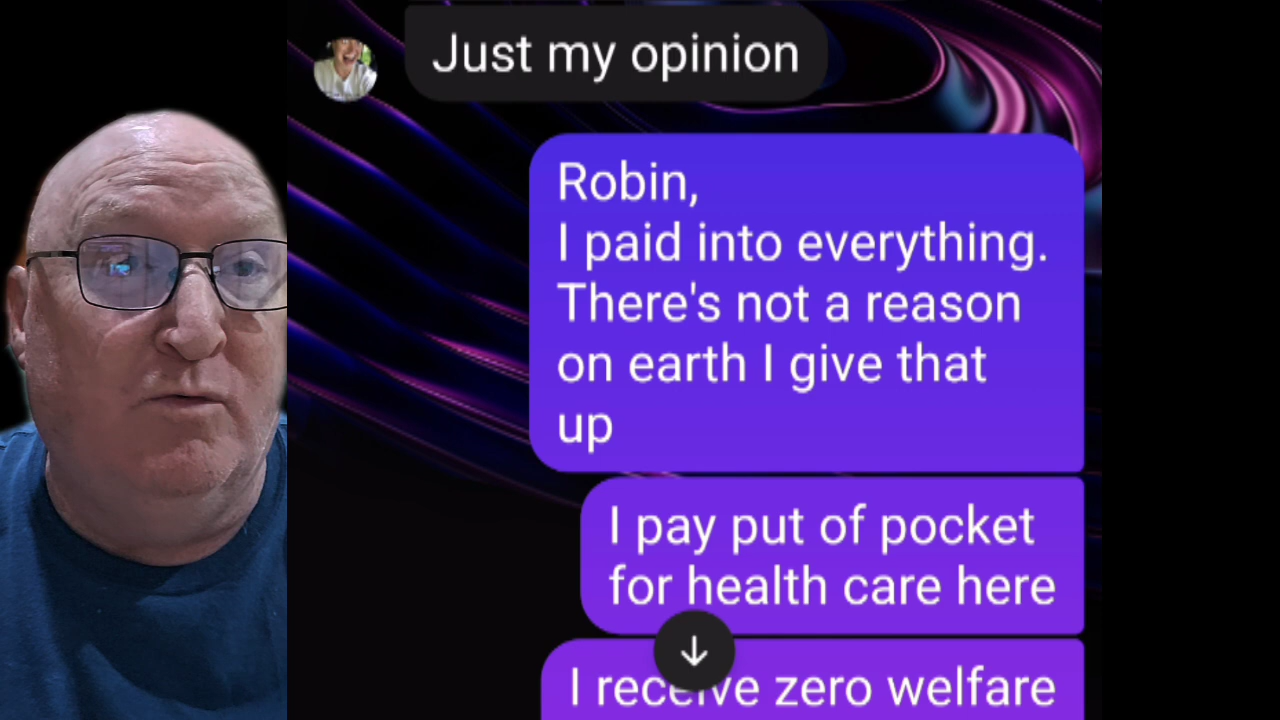 Just my opinion
Robin,
I paid into everything.
There's not a reason
on earth I give that
up
I pay put of pocket
for health care here
I receive zero welfare